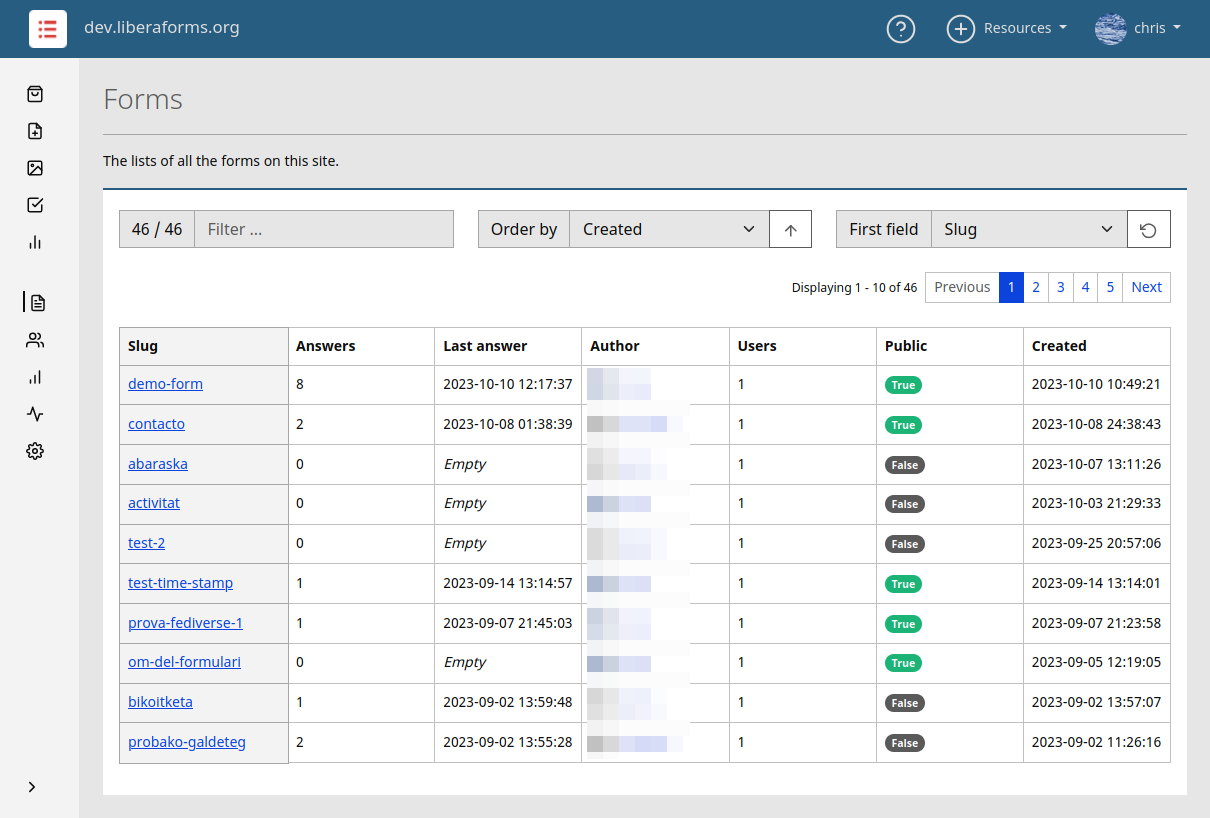 dev.liberaforms.org Resources chris
Forms
The lists of all the forms on this site.
46 / 46 Filter ... Order by Created First field Slug
Displaying 1 - 10 of 46 Previous 1 2 3 4 5 Next
Slug Answers Last answer Author Users Public Created
demo-form 8 2023-10-10 12:17:37 1 True 2023-10-10 10:49:21
contacto 2 2023-10-08 01:38:39 1 True 2023-10-08 24:38:43
abaraska 0 Empty 1 False 2023-10-07 13:11:26
activitat 0 Empty 1 False 2023-10-03 21:29:33
test-2 0 Empty 1 False 2023-09-25 20:57:06
test-time-stamp 1 2023-09-14 13:14:57 1 True 2023-09-14 13:14:01
prova-fediverse-1 1 2023-09-07 21:45:03 1 True 2023-09-07 21:23:58
om-del-formulari 0 Empty 1 True 2023-09-05 12:19:05
bikoitketa 1 2023-09-02 13:59:48 1 False 2023-09-02 13:57:07
probako-galdeteg 2 2023-09-02 13:55:28 1 False 2023-09-02 11:26:16